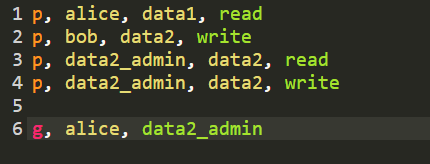 1 p, alice, data1, read
2 p, bob, data2, write
3 p, data2_admin, data2, read
4 p, data2_admin, data2, write
5
6 g, alice, data2_admin